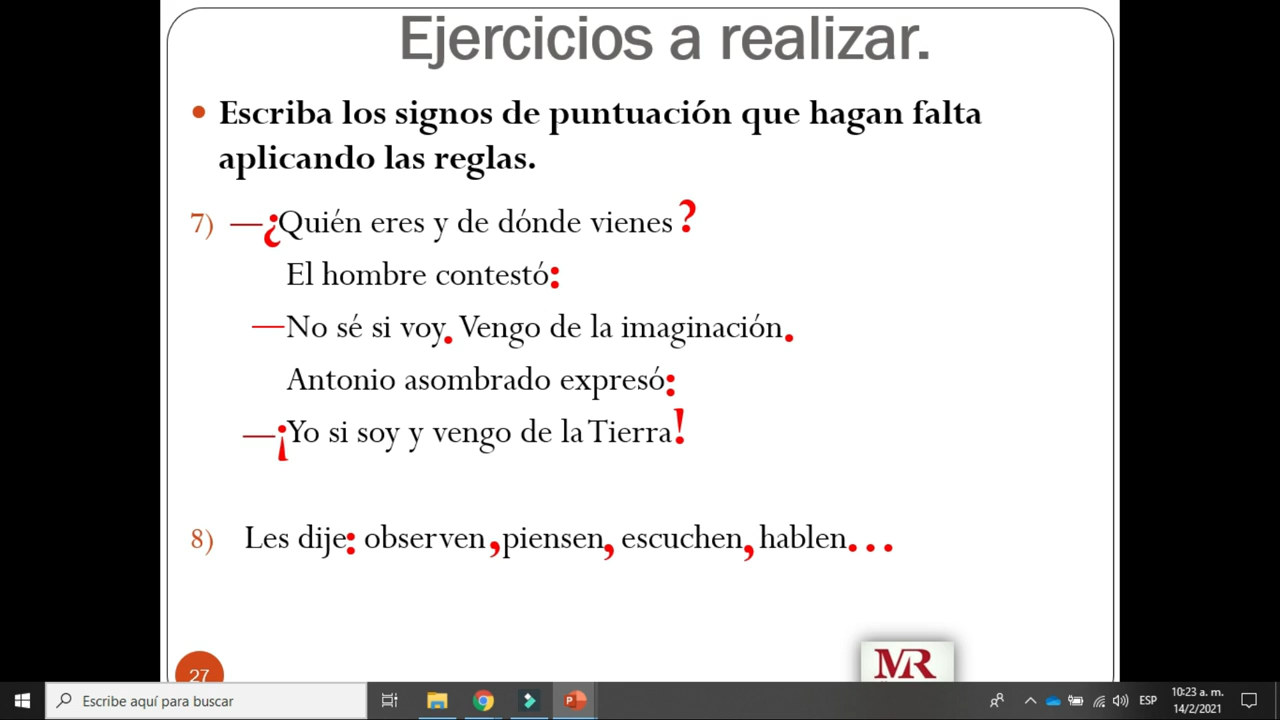 Ejercicios a realizar.
• Escriba los signos de puntuación que hagan falta
aplicando las reglas.
7) —¿Quién eres y de dónde vienes?
El hombre contestó:
—No sé si voy. Vengo de la imaginación.
Antonio asombrado expresó:
—¡Yo si soy y vengo de la Tierra!
8) Les dije: observen, piensen, escuchen, hablen...
27
MR
Escribe aquí para buscar
ESP
10:23 a. m.
14/2/2021